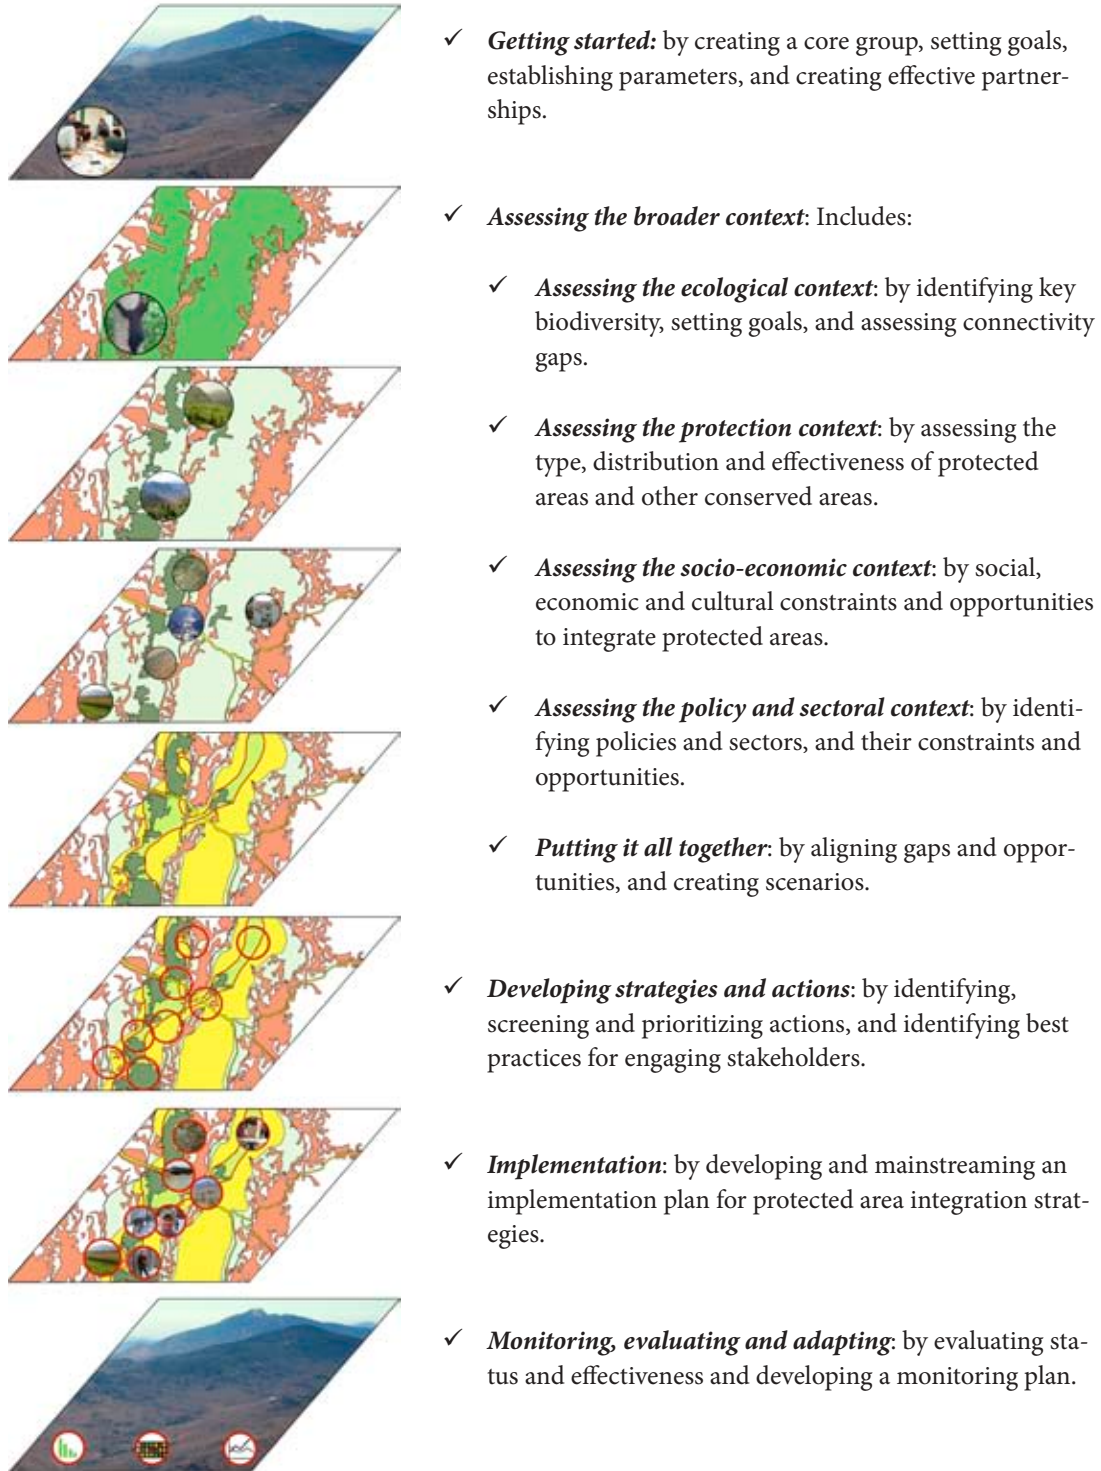 ✓ Getting started: by creating a core group, setting goals,
establishing parameters, and creating effective partner-
ships.
✓ Assessing the broader context: Includes:
✓ Assessing the ecological context: by identifying key
biodiversity, setting goals, and assessing connectivity
gaps.
✓ Assessing the protection context: by assessing the
type, distribution and effectiveness of protected
areas and other conserved areas.
✓ Assessing the socio-economic context: by social,
economic and cultural constraints and opportunities
to integrate protected areas.
✓ Assessing the policy and sectoral context: by identi-
fying policies and sectors, and their constraints and
opportunities.
✓ Putting it all together: by aligning gaps and oppor-
tunities, and creating scenarios.
✓ Developing strategies and actions: by identifying,
screening and prioritizing actions, and identifying best
practices for engaging stakeholders.
✓ Implementation: by developing and mainstreaming an
implementation plan for protected area integration strat-
egies.
✓ Monitoring, evaluating and adapting: by evaluating sta-
tus and effectiveness and developing a monitoring plan.